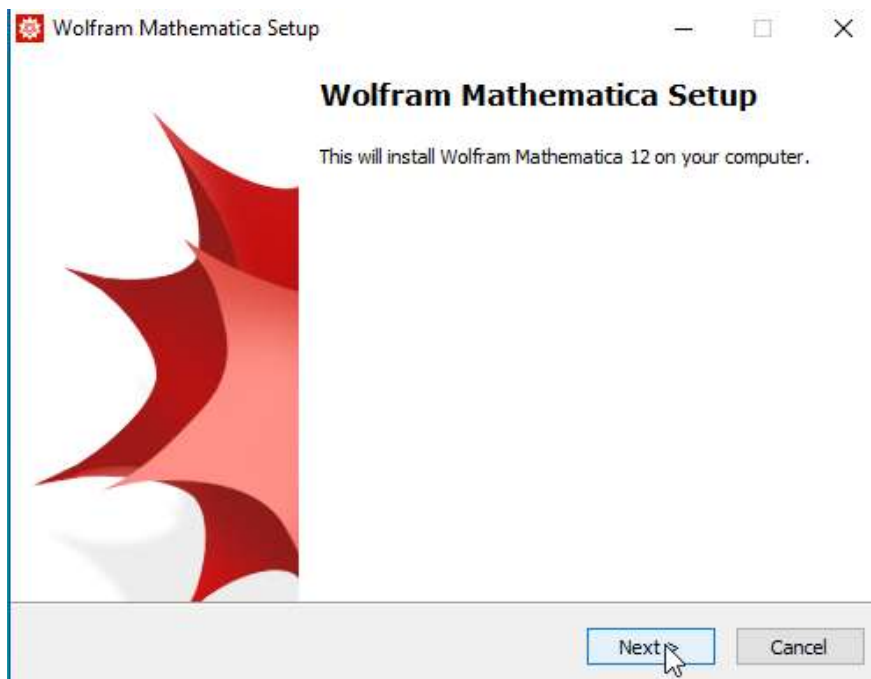 Wolfram Mathematica Setup
Wolfram Mathematica Setup
This will install Wolfram Mathematica 12 on your computer.
Next >
Cancel